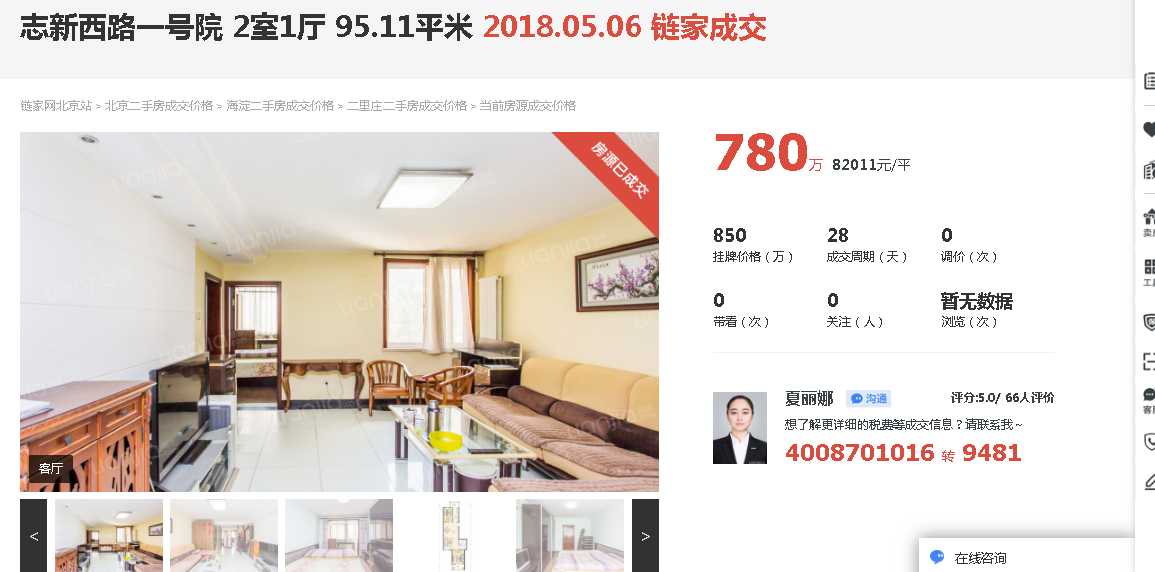 志新西路一号院 2室1厅 95.11平米 2018.05.06 链家成交
链家网北京站 > 北京二手房成交价格 > 海淀二手房成交价格 > 二里庄二手房成交价格 > 当前房源成交价格
房源已成交
lianjia
lianjia
lianjia
lianjia
lianjia
780万 82011元/平
850 28 0
挂牌价格（万） 成交周期（天） 调价（次）
0 0 暂无数据
带看（次） 关注（人） 浏览（次）
夏丽娜 沟通 评分:5.0/ 66人评价
想了解更详细的税费等成交信息？请联系我~
4008701016 转 9481
客厅
< >
在线咨询